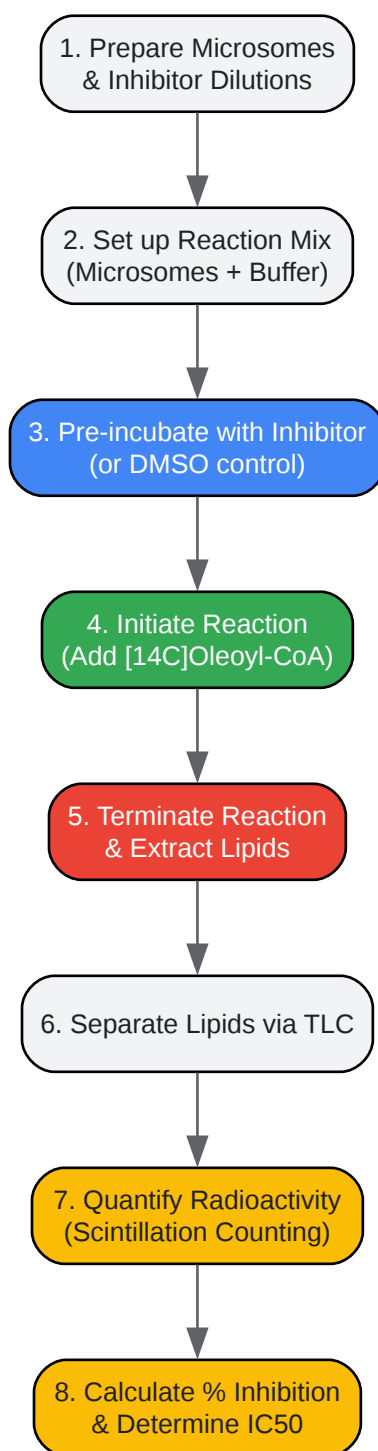 1. Prepare Microsomes
& Inhibitor Dilutions
2. Set up Reaction Mix
(Microsomes + Buffer)
3. Pre-incubate with Inhibitor
(or DMSO control)
4. Initiate Reaction
(Add [14C]Oleoyl-CoA)
5. Terminate Reaction
& Extract Lipids
6. Separate Lipids via TLC
7. Quantify Radioactivity
(Scintillation Counting)
8. Calculate % Inhibition
& Determine IC50